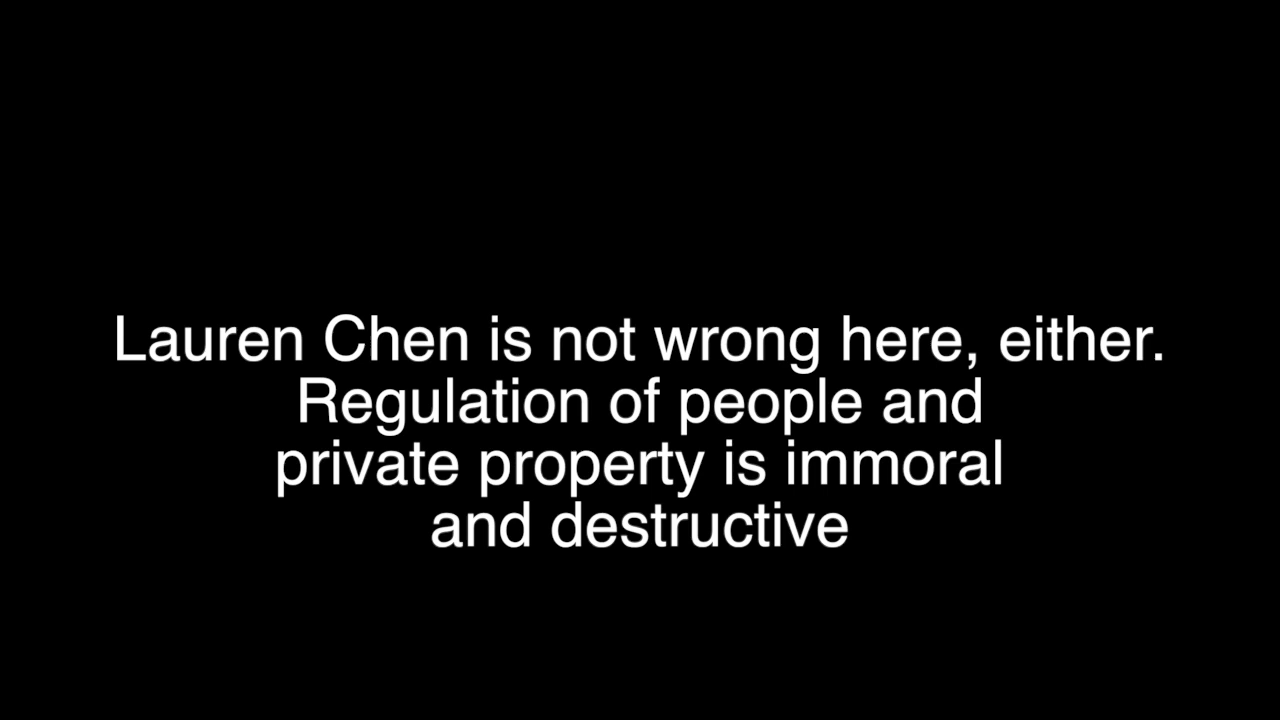 Lauren Chen is not wrong here, either.
Regulation of people and
private property is immoral
and destructive